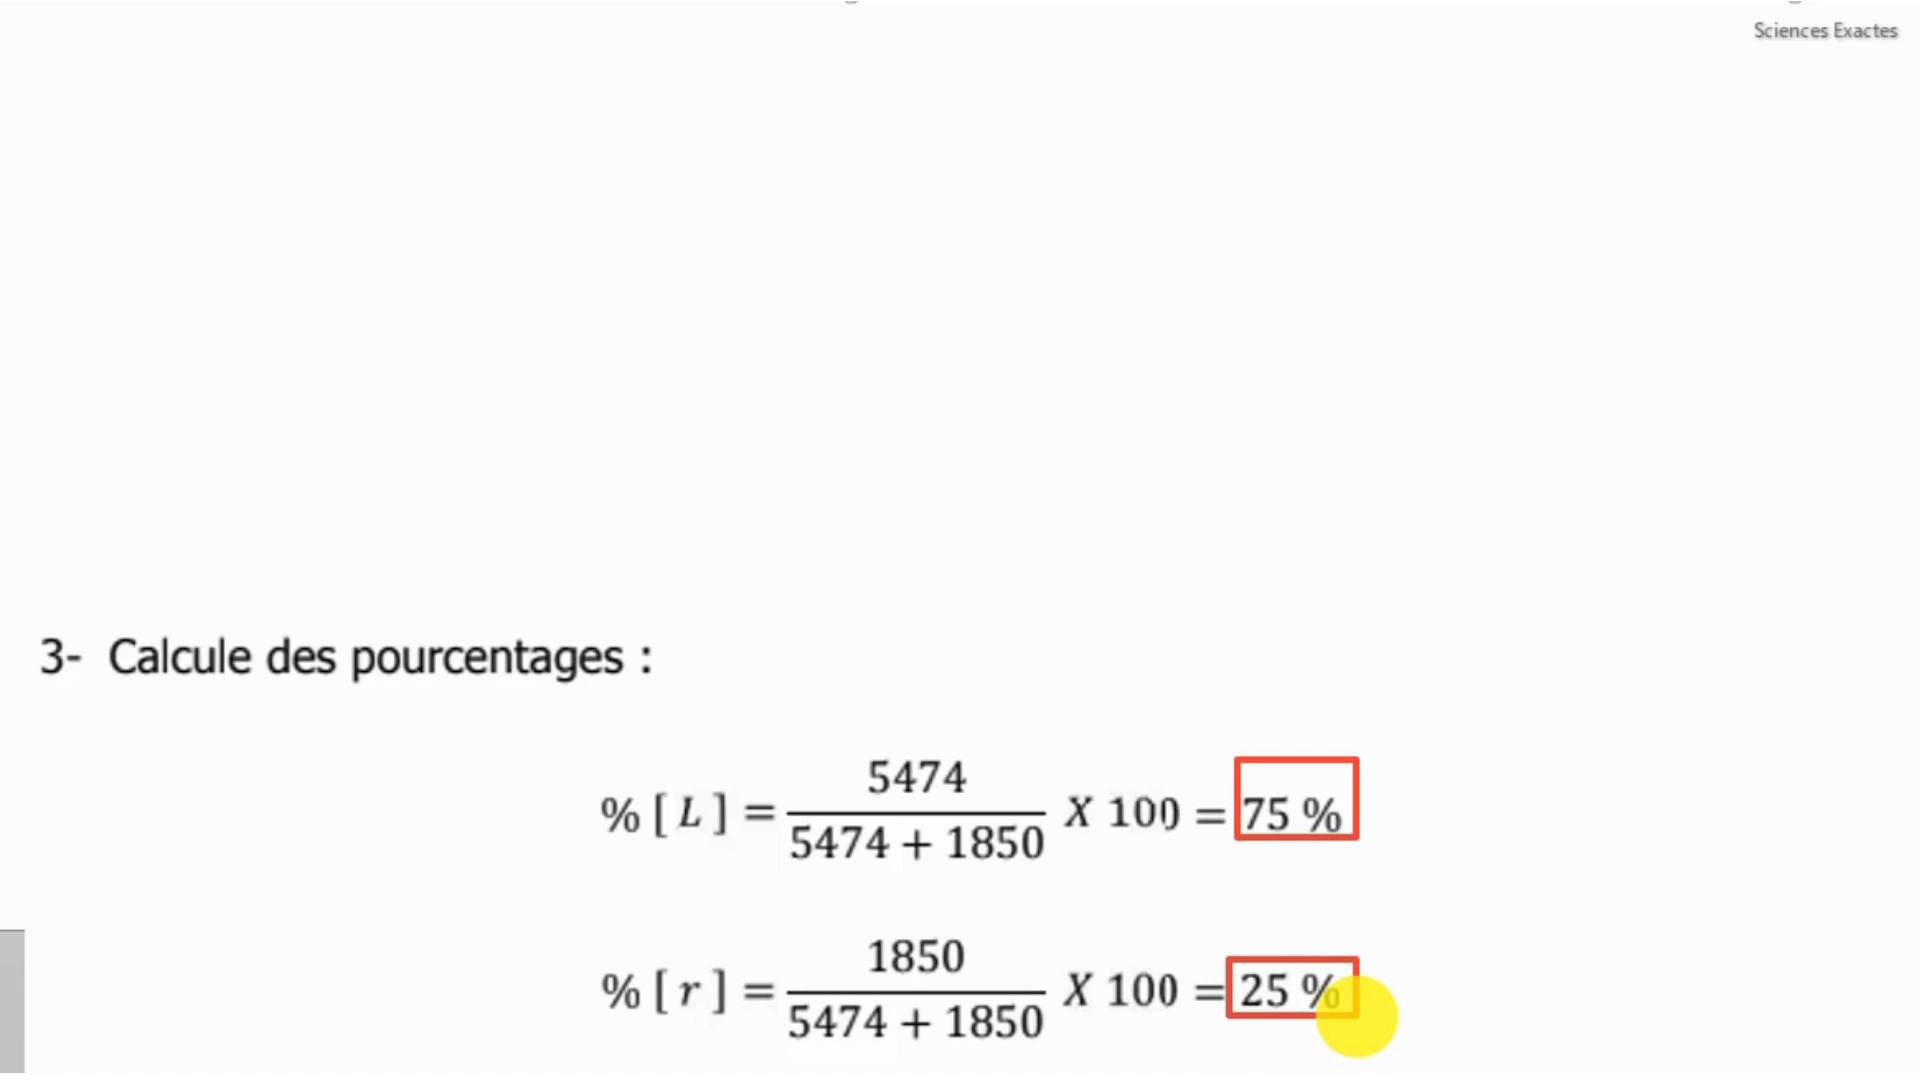 Sciences Exactes
3- Calcule des pourcentages :
% [ L ] = 5474 / 5474 + 1850 X 100 = 75 %
% [ r ] = 1850 / 5474 + 1850 X 100 = 25 %